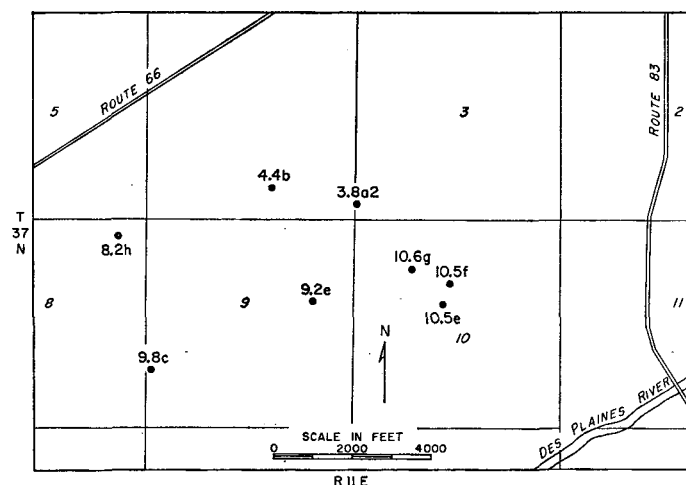 5
ROUTE 66
3
ROUTE 83
2
4.4b
3.8a2
T
37
N
8.2h
10.6g
10.5f
8
9
9.2e
10.5e
11
N
10
9.8c
SCALE IN FEET
0 2000 4000
DES PLAINES RIVER
R 11 E